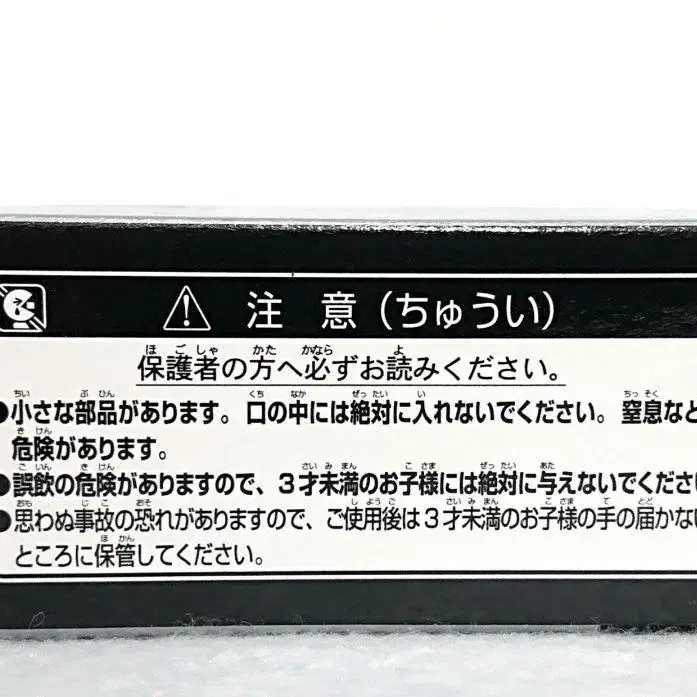 ⚠ 注 意 (ちゅうい)
保護者の方へ必ずお読みください。
●小さな部品があります。口の中には絶対に入れないでください。窒息など
危険があります。
●誤飲の危険がありますので、3才未満のお子様には絶対に与えないでください
●思わぬ事故の恐れがありますので、ご使用後は3才未満のお子様の手の届かない
ところに保管してください。